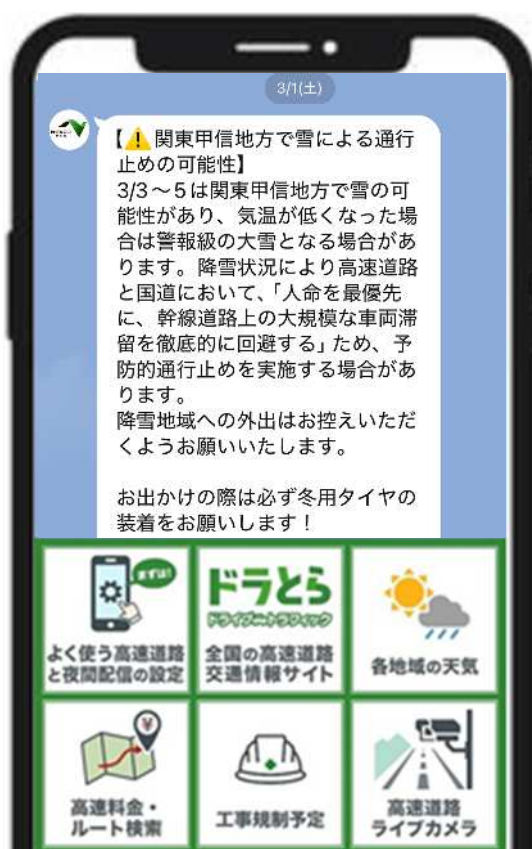 3/1(土)
【⚠関東甲信地方で雪による通行
止めの可能性】
3/3～5は関東甲信地方で雪の可
能性があり、気温が低くなった場
合は警報級の大雪となる場合があ
ります。降雪状況により高速道路
と国道において、「人命を最優先
に、幹線道路上の大規模な車両滞
留を徹底的に回避する」ため、予
防的通行止めを実施する場合があ
ります。
降雪地域への外出はお控えいただ
くようお願いいたします。
お出かけの際は必ず冬用タイヤの
装着をお願いします！
まずは!
よく使う高速道路
と夜間配信の設定
ドラとら
ドライブ トラフィック
全国の高速道路
交通情報サイト
各地域の天気
¥
高速料金・
ルート検索
工事規制予定
高速道路
ライブカメラ